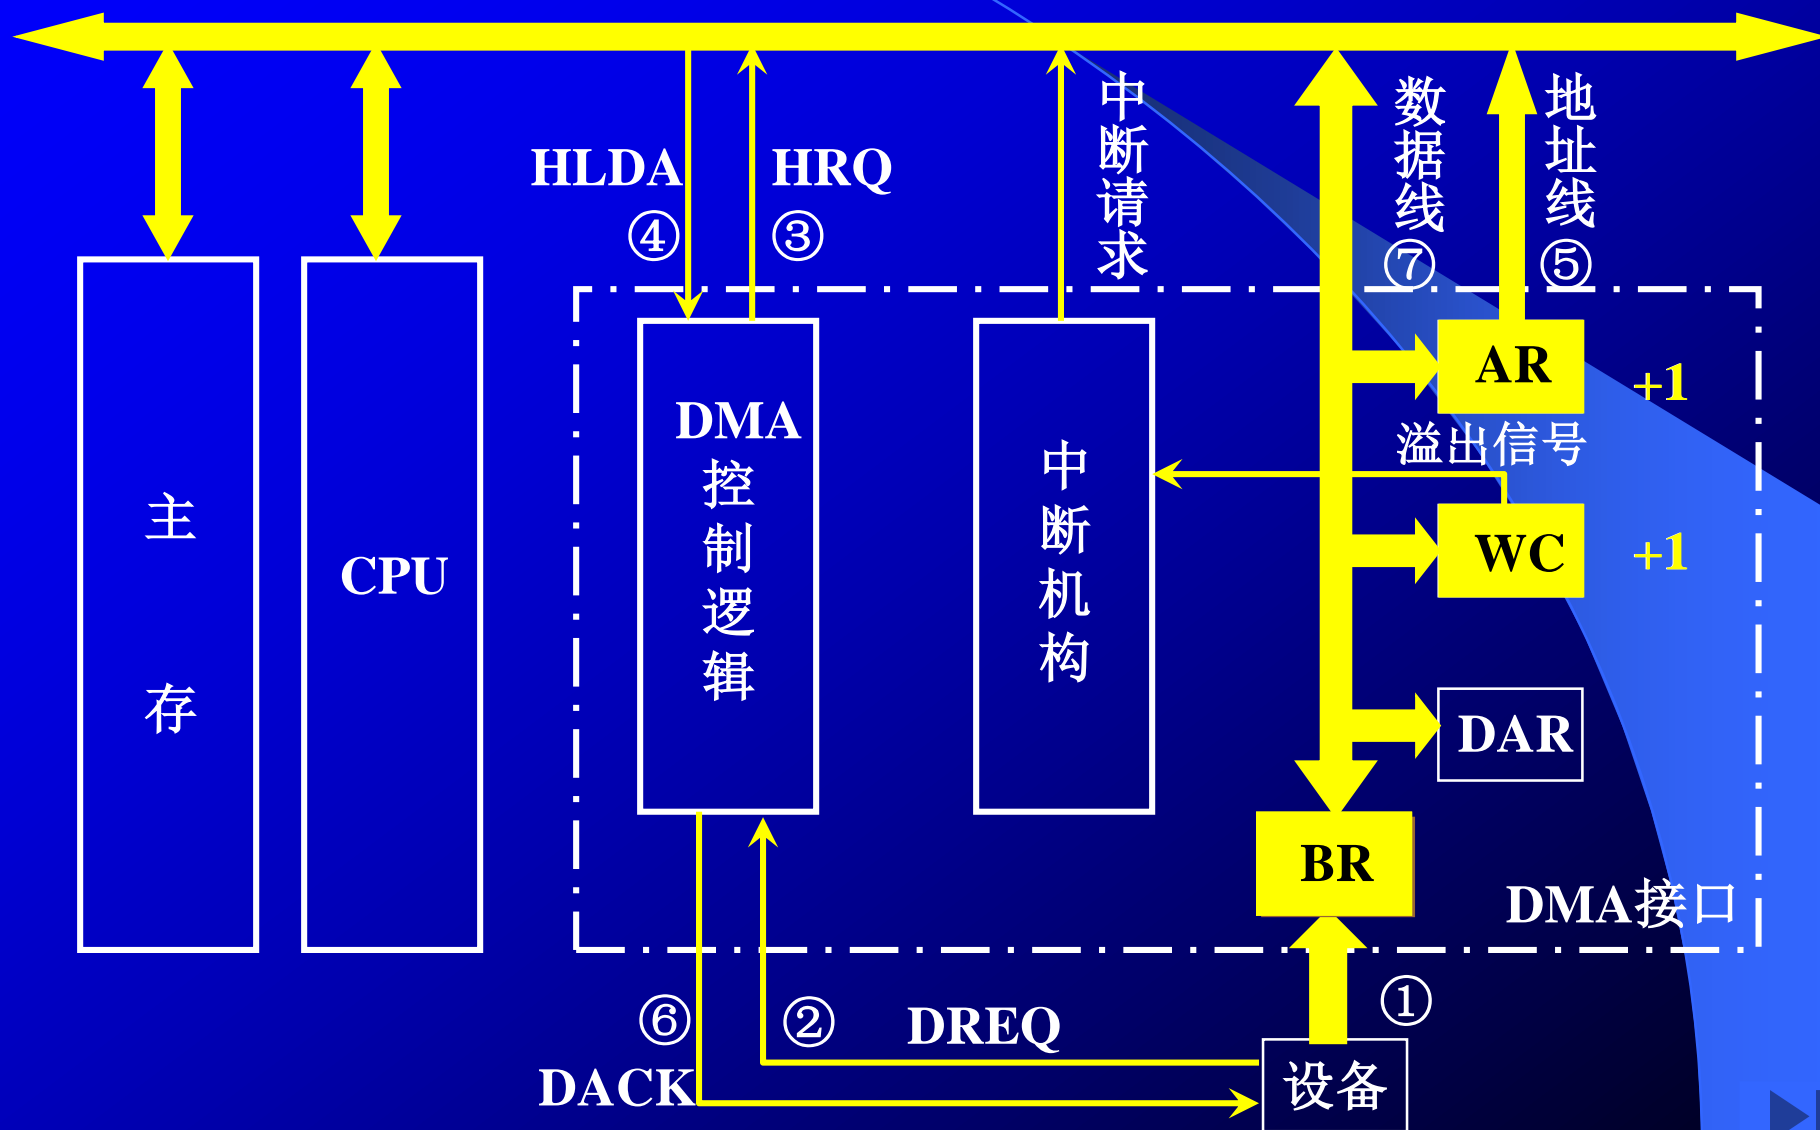 HLDA
④
HRQ
③
中断请求
数据线
⑦
地址线
⑤
主存
CPU
DMA
控制逻辑
中断机构
AR
+1
溢出信号
WC
+1
DAR
BR
DMA接口
⑥
②
DREQ
①
DACK
设备